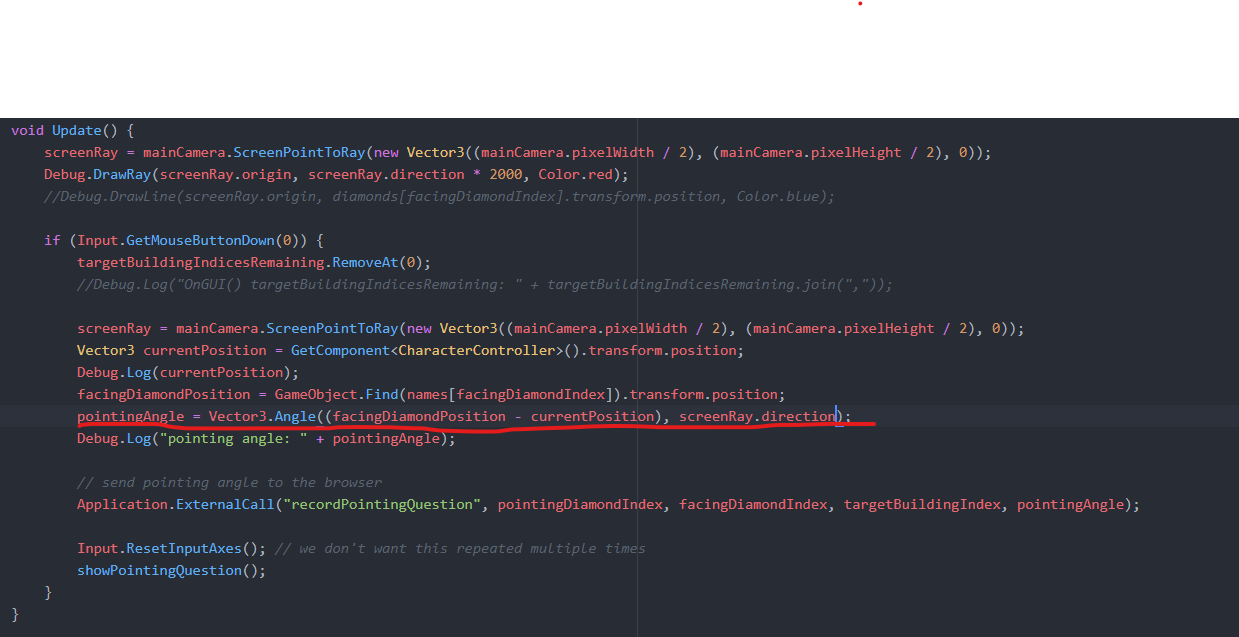 void Update() {
screenRay = mainCamera.ScreenPointToRay(new Vector3((mainCamera.pixelWidth / 2), (mainCamera.pixelHeight / 2), 0));
Debug.DrawRay(screenRay.origin, screenRay.direction * 2000, Color.red);
//Debug.DrawLine(screenRay.origin, diamonds[facingDiamondIndex].transform.position, Color.blue);
if (Input.GetMouseButtonDown(0)) {
targetBuildingIndicesRemaining.RemoveAt(0);
//Debug.Log("OnGUI() targetBuildingIndicesRemaining: " + targetBuildingIndicesRemaining.join(","));
screenRay = mainCamera.ScreenPointToRay(new Vector3((mainCamera.pixelWidth / 2), (mainCamera.pixelHeight / 2), 0));
Vector3 currentPosition = GetComponent<CharacterController>().transform.position;
Debug.Log(currentPosition);
facingDiamondPosition = GameObject.Find(names[facingDiamondIndex]).transform.position;
pointingAngle = Vector3.Angle((facingDiamondPosition - currentPosition), screenRay.direction);
Debug.Log("pointing angle: " + pointingAngle);
// send pointing angle to the browser
Application.ExternalCall("recordPointingQuestion", pointingDiamondIndex, facingDiamondIndex, targetBuildingIndex, pointingAngle);
Input.ResetInputAxes(); // we don't want this repeated multiple times
showPointingQuestion();
}
}